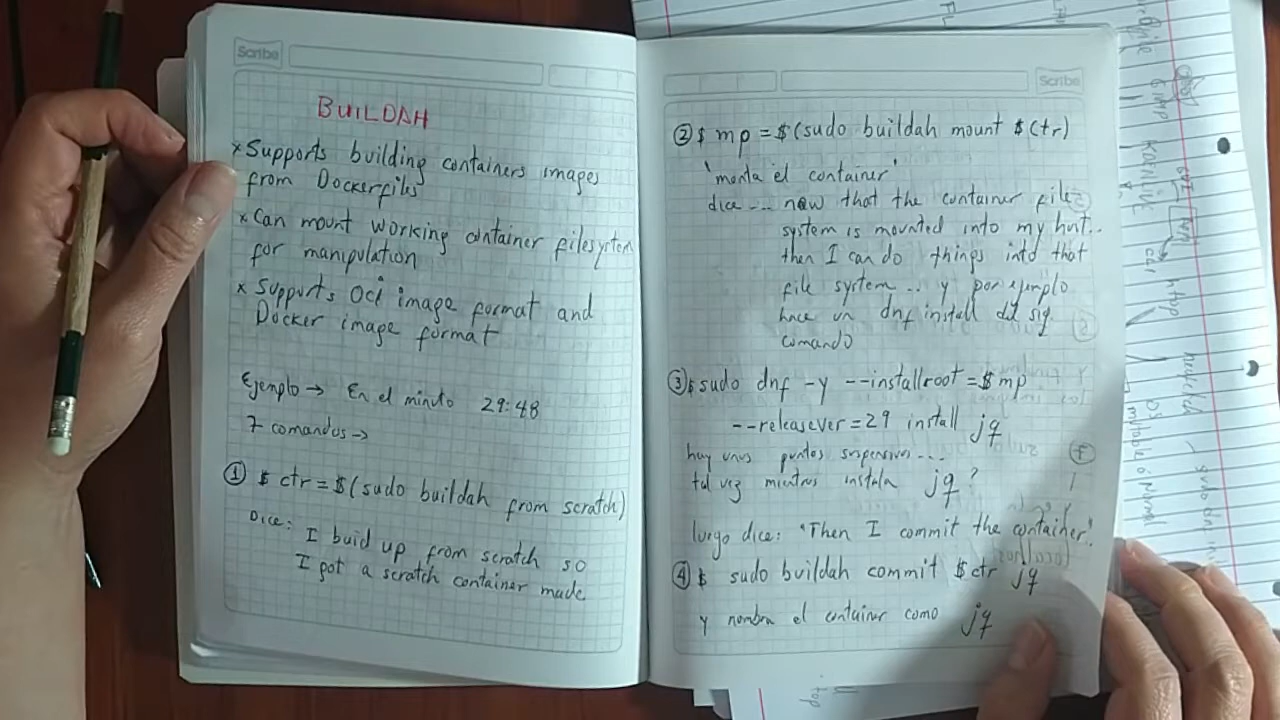 Scribe
BUILDAH
x Supports building containers images
from Dockerfiles
x Can mount working container filesytem
for manipulation
x Supports Oci image format and
Docker image format
Ejemplo → En el minuto 29:48
7 comandos →
① $ ctr = $(sudo buildah from scratch)
Dice: I buid up from scratch so
I got a scratch container made
Scribe
② $ mp = $(sudo buildah mount $(tr)
'monta el container'
dice... now that the container file
system is mounted into my host..
then I can do things into that
file system .. y por ejemplo
hace un dnf install del sig.
comando
③ $ sudo dnf -y --installroot = $ mp
--releasever = 29 install jq
hay unos puntos suspensivos ...
tal vez mientras instala jq?
luego dice: 'Then I commit the container'.
④ $ sudo buildah commit $ctr jq
y nombra el container como jq